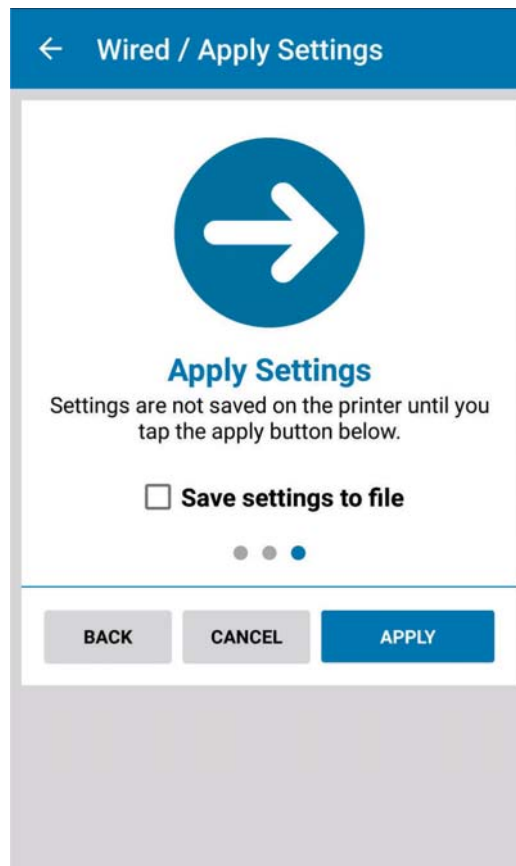 Wired / Apply Settings
Apply Settings
Settings are not saved on the printer until you
tap the apply button below.
Save settings to file
BACK CANCEL APPLY